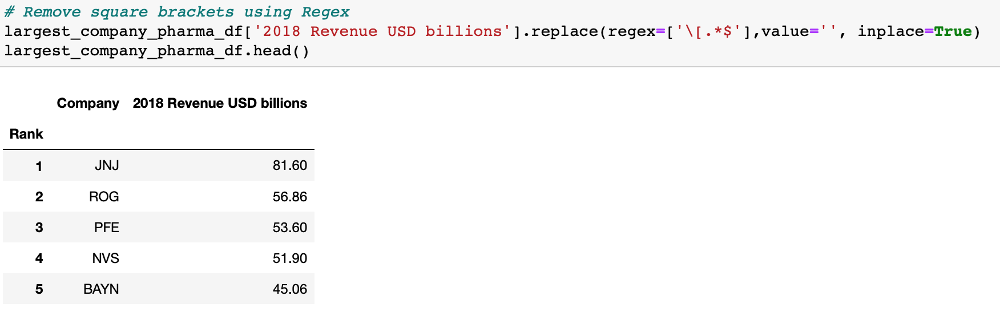 # Remove square brackets using Regex
largest_company_pharma_df['2018 Revenue USD billions'].replace(regex=['\[.*$'],value='', inplace=True)
largest_company_pharma_df.head()
Company 2018 Revenue USD billions
Rank
1 JNJ 81.60
2 ROG 56.86
3 PFE 53.60
4 NVS 51.90
5 BAYN 45.06